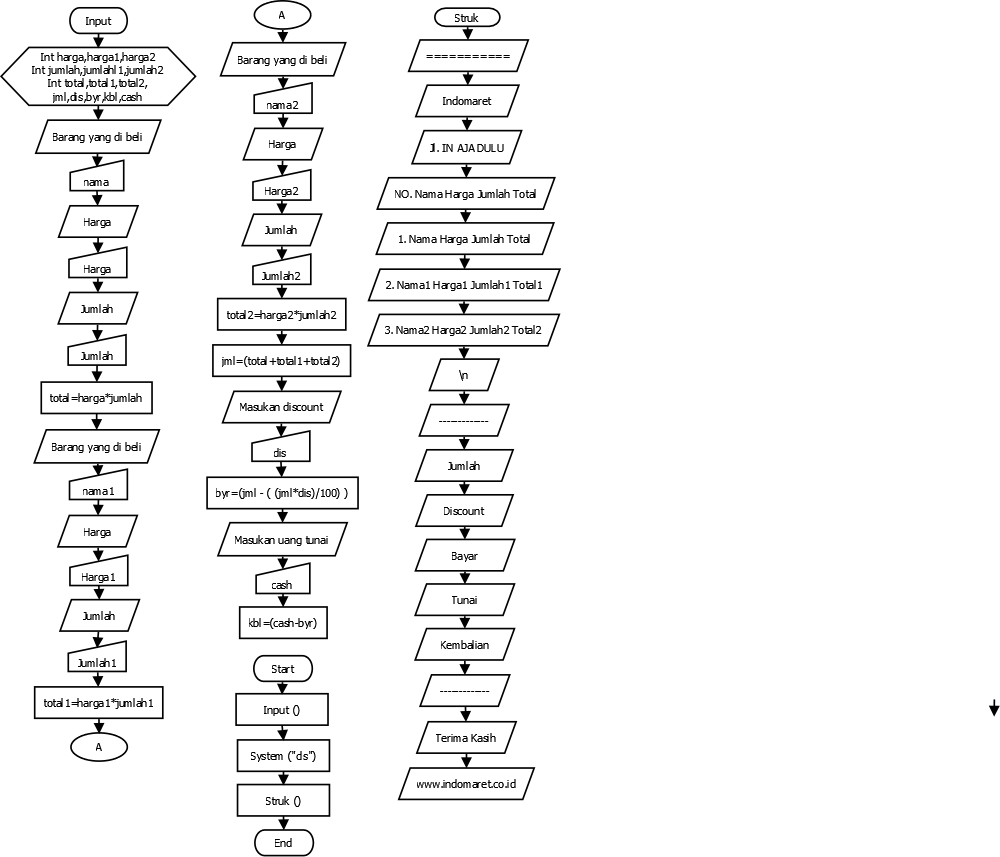 Input
Int harga,harga1,harga2
Int jumlah,jumlahl1,jumlah2
Int total,total1,total2,
jml,dis,byr,kbl,cash
Barang yang di beli
nama
Harga
Harga
Jumlah
Jumlah
total=harga*jumlah
Barang yang di beli
nama1
Harga
Harga1
Jumlah
Jumlah1
total1=harga1*jumlah1
A
A
Barang yang di beli
nama2
Harga
Harga2
Jumlah
Jumlah2
total2=harga2*jumlah2
jml=(total+total1+total2)
Masukan discount
dis
byr=(jml - ( (jml*dis)/100) )
Masukan uang tunai
cash
kbl=(cash-byr)
Start
Input ()
System ("cls")
Struk ()
End
Struk
===========
Indomaret
Jl. IN AJA DULU
NO. Nama Harga Jumlah Total
1. Nama Harga Jumlah Total
2. Nama1 Harga1 Jumlah1 Total1
3. Nama2 Harga2 Jumlah2 Total2
\n
-------------
Jumlah
Discount
Bayar
Tunai
Kembalian
-------------
Terima Kasih
www.indomaret.co.id